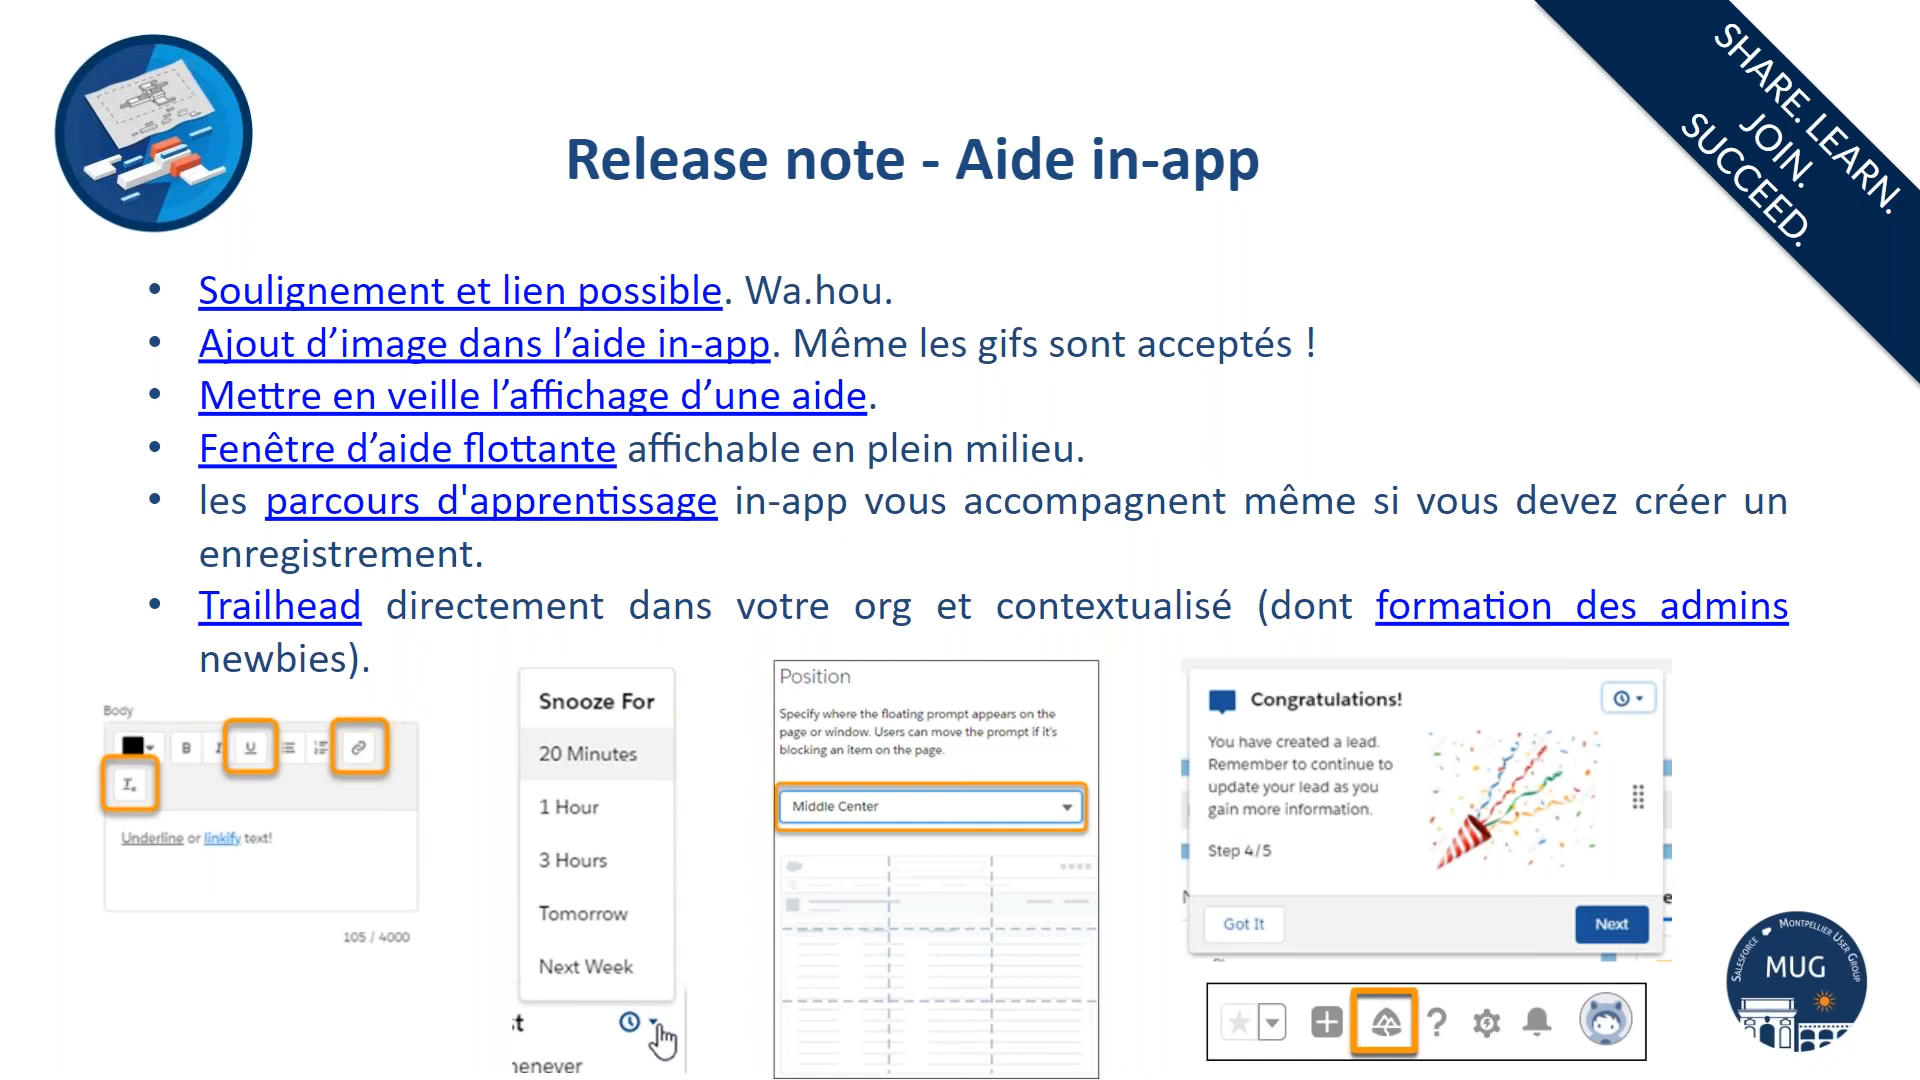 SHARE. LEARN.
JOIN.
SUCCEED.
Release note - Aide in-app
• Soulignement et lien possible. Wa.hou.
• Ajout d’image dans l’aide in-app. Même les gifs sont acceptés !
• Mettre en veille l’affichage d’une aide.
• Fenêtre d’aide flottante affichable en plein milieu.
• les parcours d'apprentissage in-app vous accompagnent même si vous devez créer un
enregistrement.
• Trailhead directement dans votre org et contextualisé (dont formation des admins
newbies).
Body
B I U
Underline or linkify text!
105 / 4000
Snooze For
20 Minutes
1 Hour
3 Hours
Tomorrow
Next Week
Position
Specify where the floating prompt appears on the
page or window. Users can move the prompt if it's
blocking an item on the page.
Middle Center
Congratulations!
You have created a lead.
Remember to continue to
update your lead as you
gain more information.
Step 4/5
Got It
Next
SALESFORCE MONTPELLIER USER GROUP
MUG